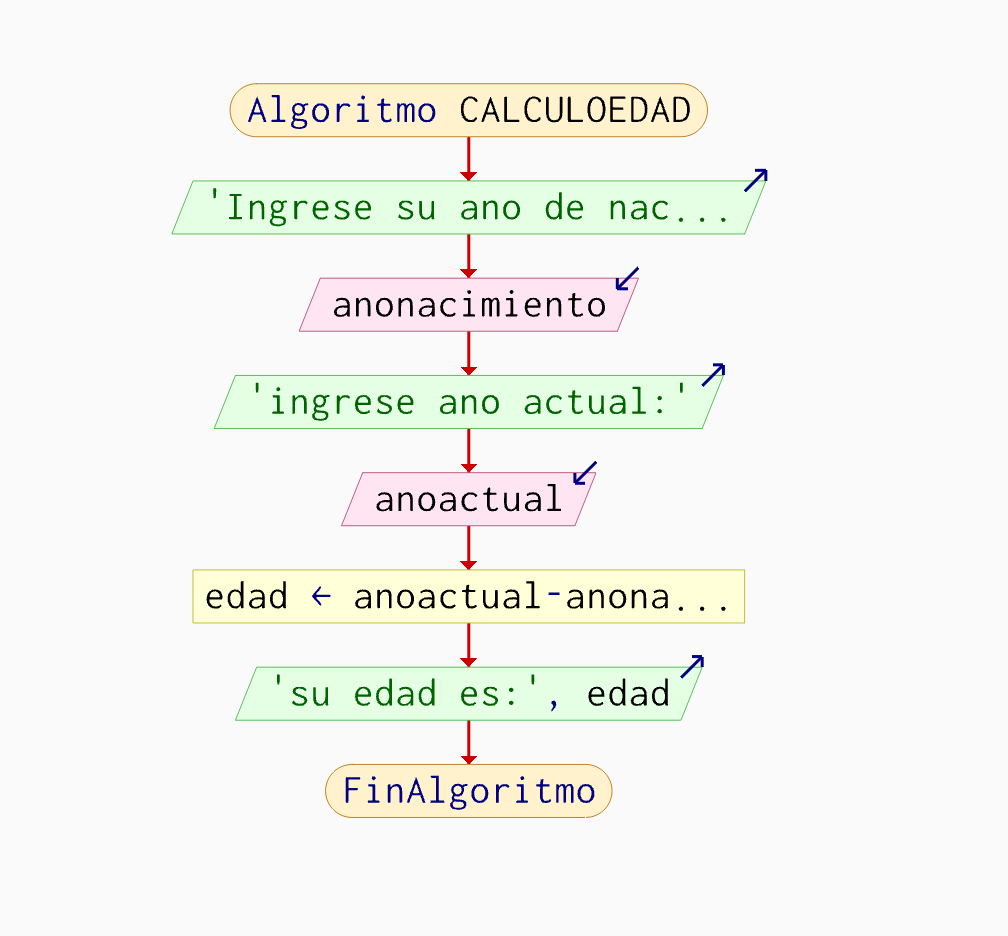 Algoritmo CALCULOEDAD
'Ingrese su ano de nac...
anonacimiento
'ingrese ano actual:'
anoactual
edad ← anoactual-anona...
'su edad es:', edad
FinAlgoritmo